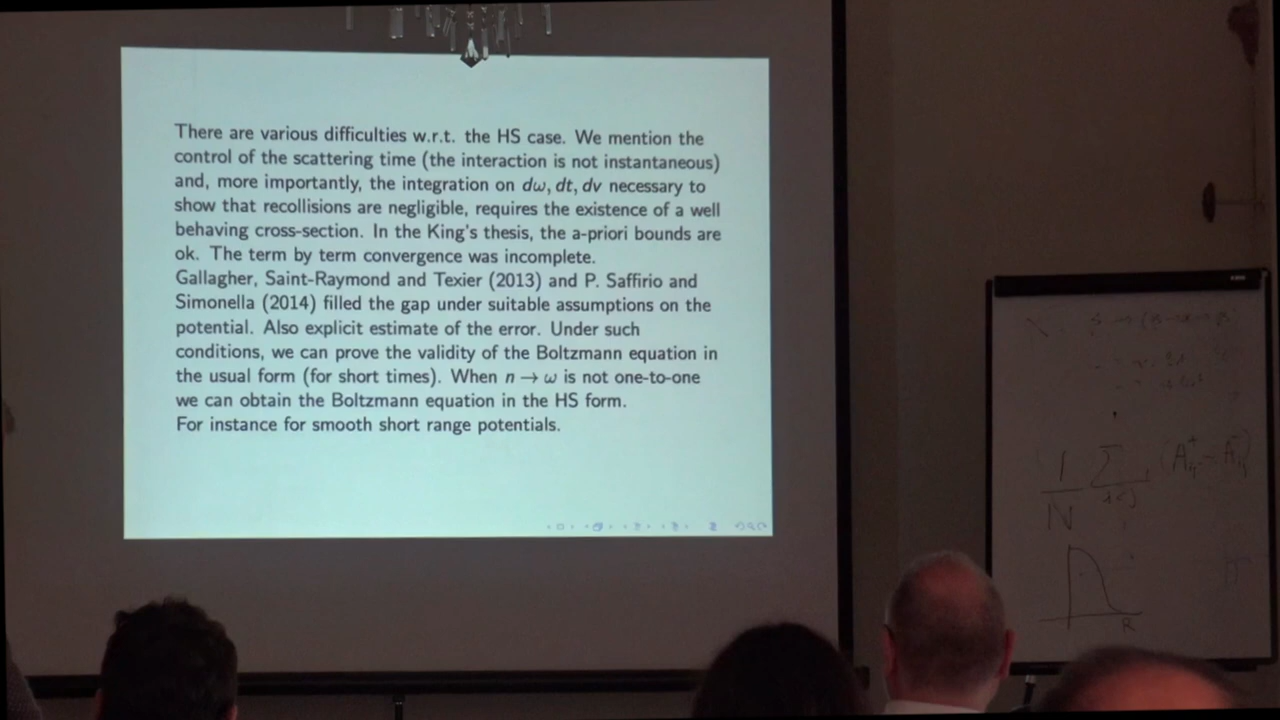 There are various difficulties w.r.t. the HS case. We mention the
control of the scattering time (the interaction is not instantaneous)
and, more importantly, the integration on dω, dt, dv necessary to
show that recollisions are negligible, requires the existence of a well
behaving cross-section. In the King's thesis, the a-priori bounds are
ok. The term by term convergence was incomplete.
Gallagher, Saint-Raymond and Texier (2013) and P. Saffirio and
Simonella (2014) filled the gap under suitable assumptions on the
potential. Also explicit estimate of the error. Under such
conditions, we can prove the validity of the Boltzmann equation in
the usual form (for short times). When n → ω is not one-to-one
we can obtain the Boltzmann equation in the HS form.
For instance for smooth short range potentials.
1
N
Σ
i<j
R